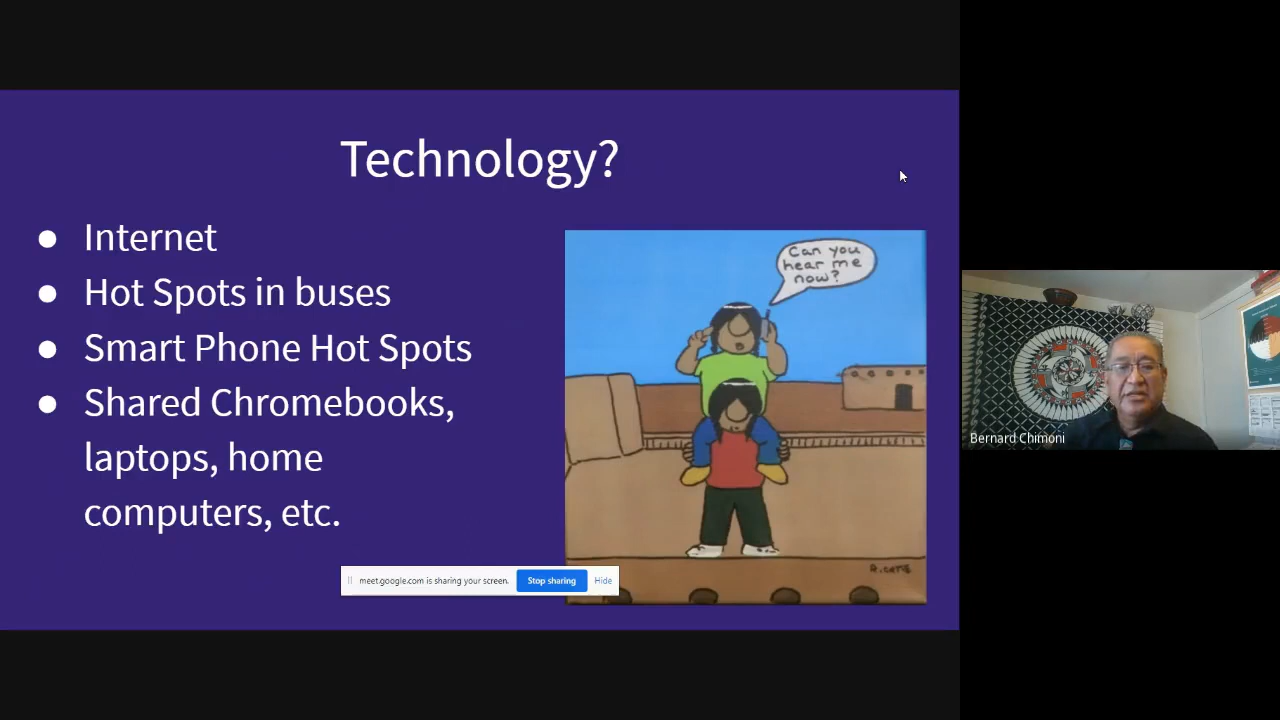 Technology?
● Internet
● Hot Spots in buses
● Smart Phone Hot Spots
● Shared Chromebooks,
laptops, home
computers, etc.
Can you
hear me
now?
meet.google.com is sharing your screen.
Stop sharing
Hide
Bernard Chimoni